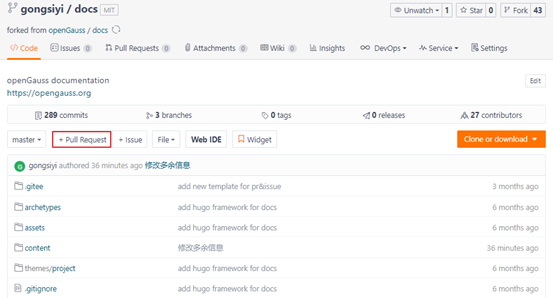 gongsiyi / docs MIT Unwatch 1 Star 0 Fork 43
forked from openGauss / docs
Code Issues 0 Pull Requests 0 Attachments 0 Wiki 0 Insights DevOps Service Settings
openGauss documentation Edit
https://opengauss.org
289 commits 3 branches 0 tags 0 releases 27 contributors
master + Pull Request + Issue File Web IDE Widget Clone or download
G gongsiyi authored 36 minutes ago 修改多余信息
.gitee add new template for pr&issue 3 months ago
archetypes add hugo framework for docs 6 months ago
assets add hugo framework for docs 6 months ago
content 修改多余信息 36 minutes ago
themes/project add hugo framework for docs 6 months ago
.gitignore add hugo framework for docs 6 months ago